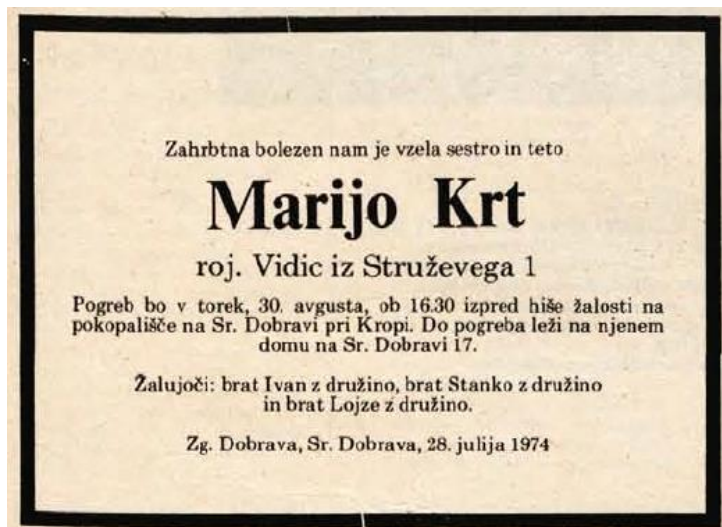 Zahrbtna bolezen nam je vzela sestro in teto
Marijo Krt
roj. Vidic iz Struževega 1
Pogreb bo v torek, 30. avgusta, ob 16.30 izpred hiše žalosti na
pokopališče na Sr. Dobravi pri Kropi. Do pogreba leži na njenem
domu na Sr. Dobravi 17.
Žalujoči: brat Ivan z družino, brat Stanko z družino
in brat Lojze z družino.
Zg. Dobrava, Sr. Dobrava, 28. julija 1974